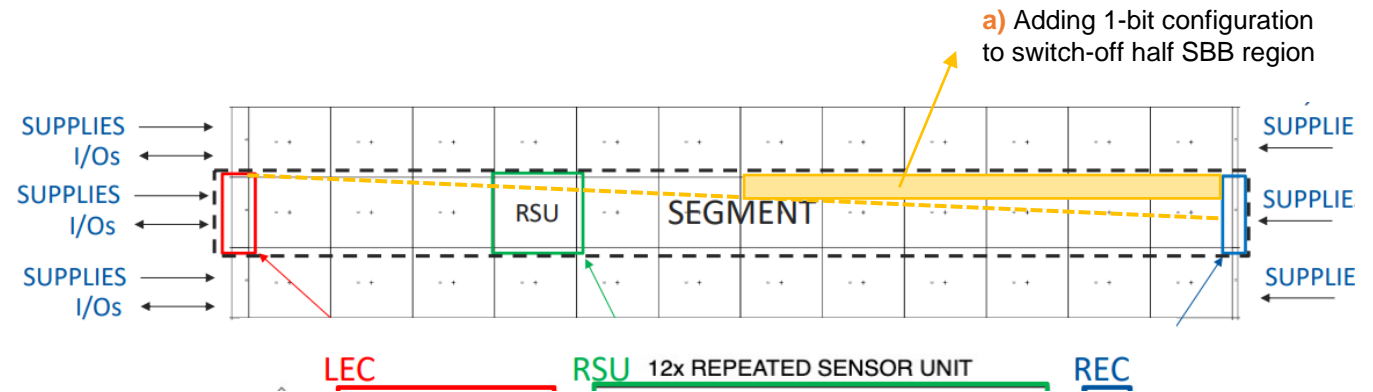 a) Adding 1-bit configuration
to switch-off half SBB region
SUPPLIES
I/Os
SUPPLIE
SUPPLIES
I/Os
RSU
SEGMENT
SUPPLIE
SUPPLIES
I/Os
SUPPLIE
LEC
RSU 12x REPEATED SENSOR UNIT
REC